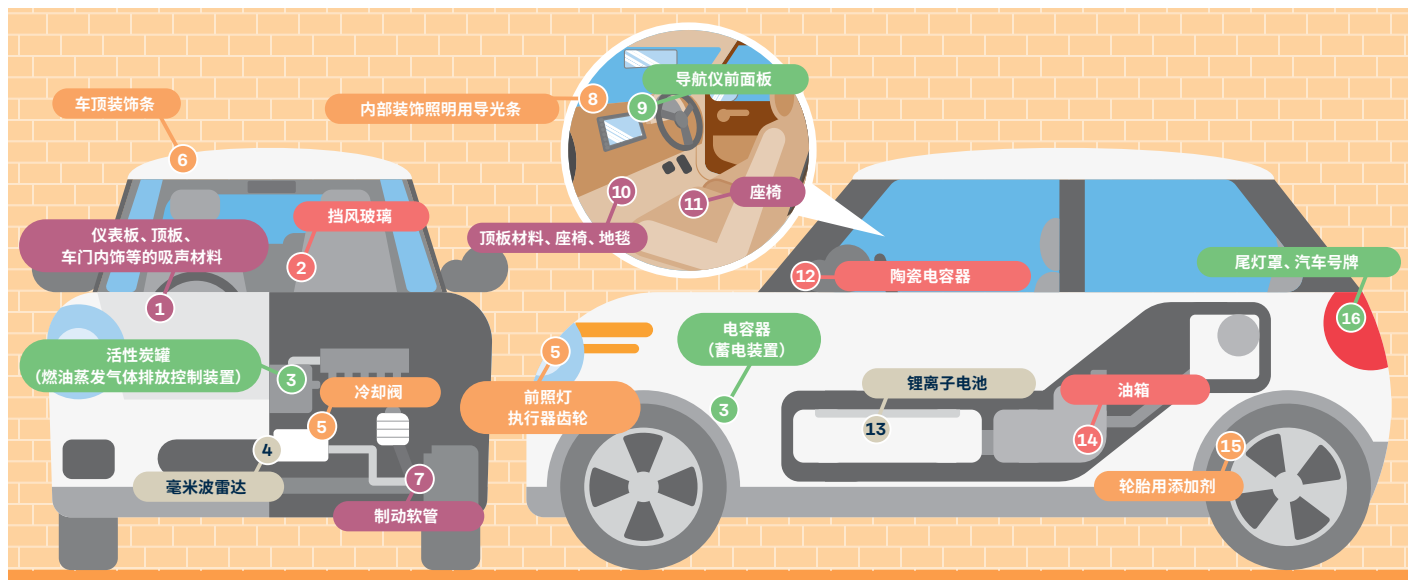 车顶装饰条
6
仪表板、顶板、
车门内饰等的吸声材料
1
挡风玻璃
2
活性炭罐
（燃油蒸发气体排放控制装置）
3
冷却阀
5
4
毫米波雷达
7
制动软管
内部装饰照明用导光条
8
导航仪前面板
9
10
顶板材料、座椅、地毯
11
座椅
12
陶瓷电容器
5
前照灯
执行器齿轮
电容器
（蓄电装置）
3
锂离子电池
13
油箱
14
15
轮胎用添加剂
尾灯罩、汽车号牌
16